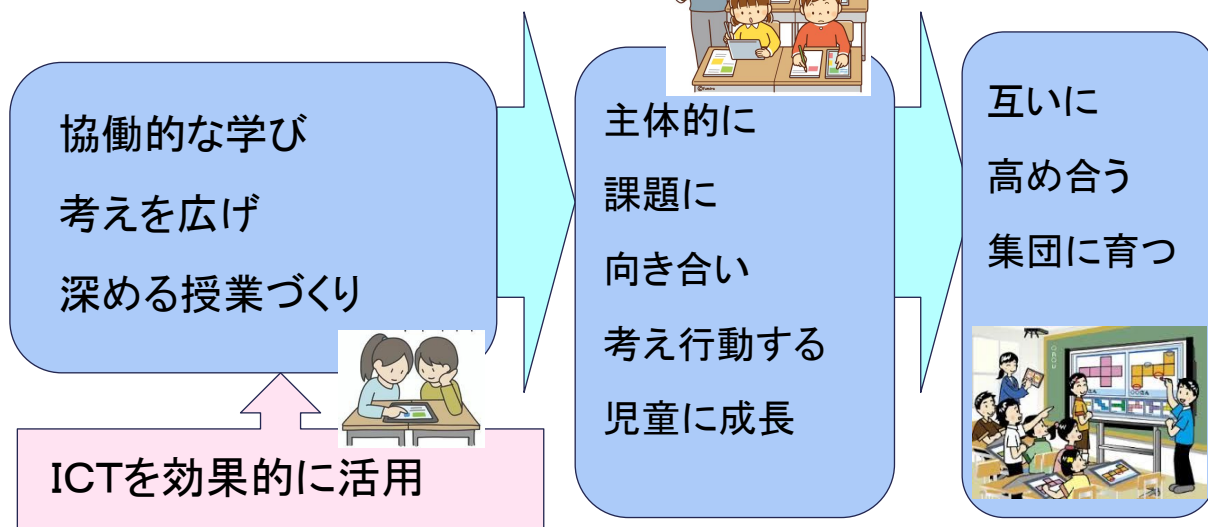 協働的な学び
考えを広げ
深める授業づくり
ICTを効果的に活用
主体的に
課題に
向き合い
考え行動する
児童に成長
互いに
高め合う
集団に育つ